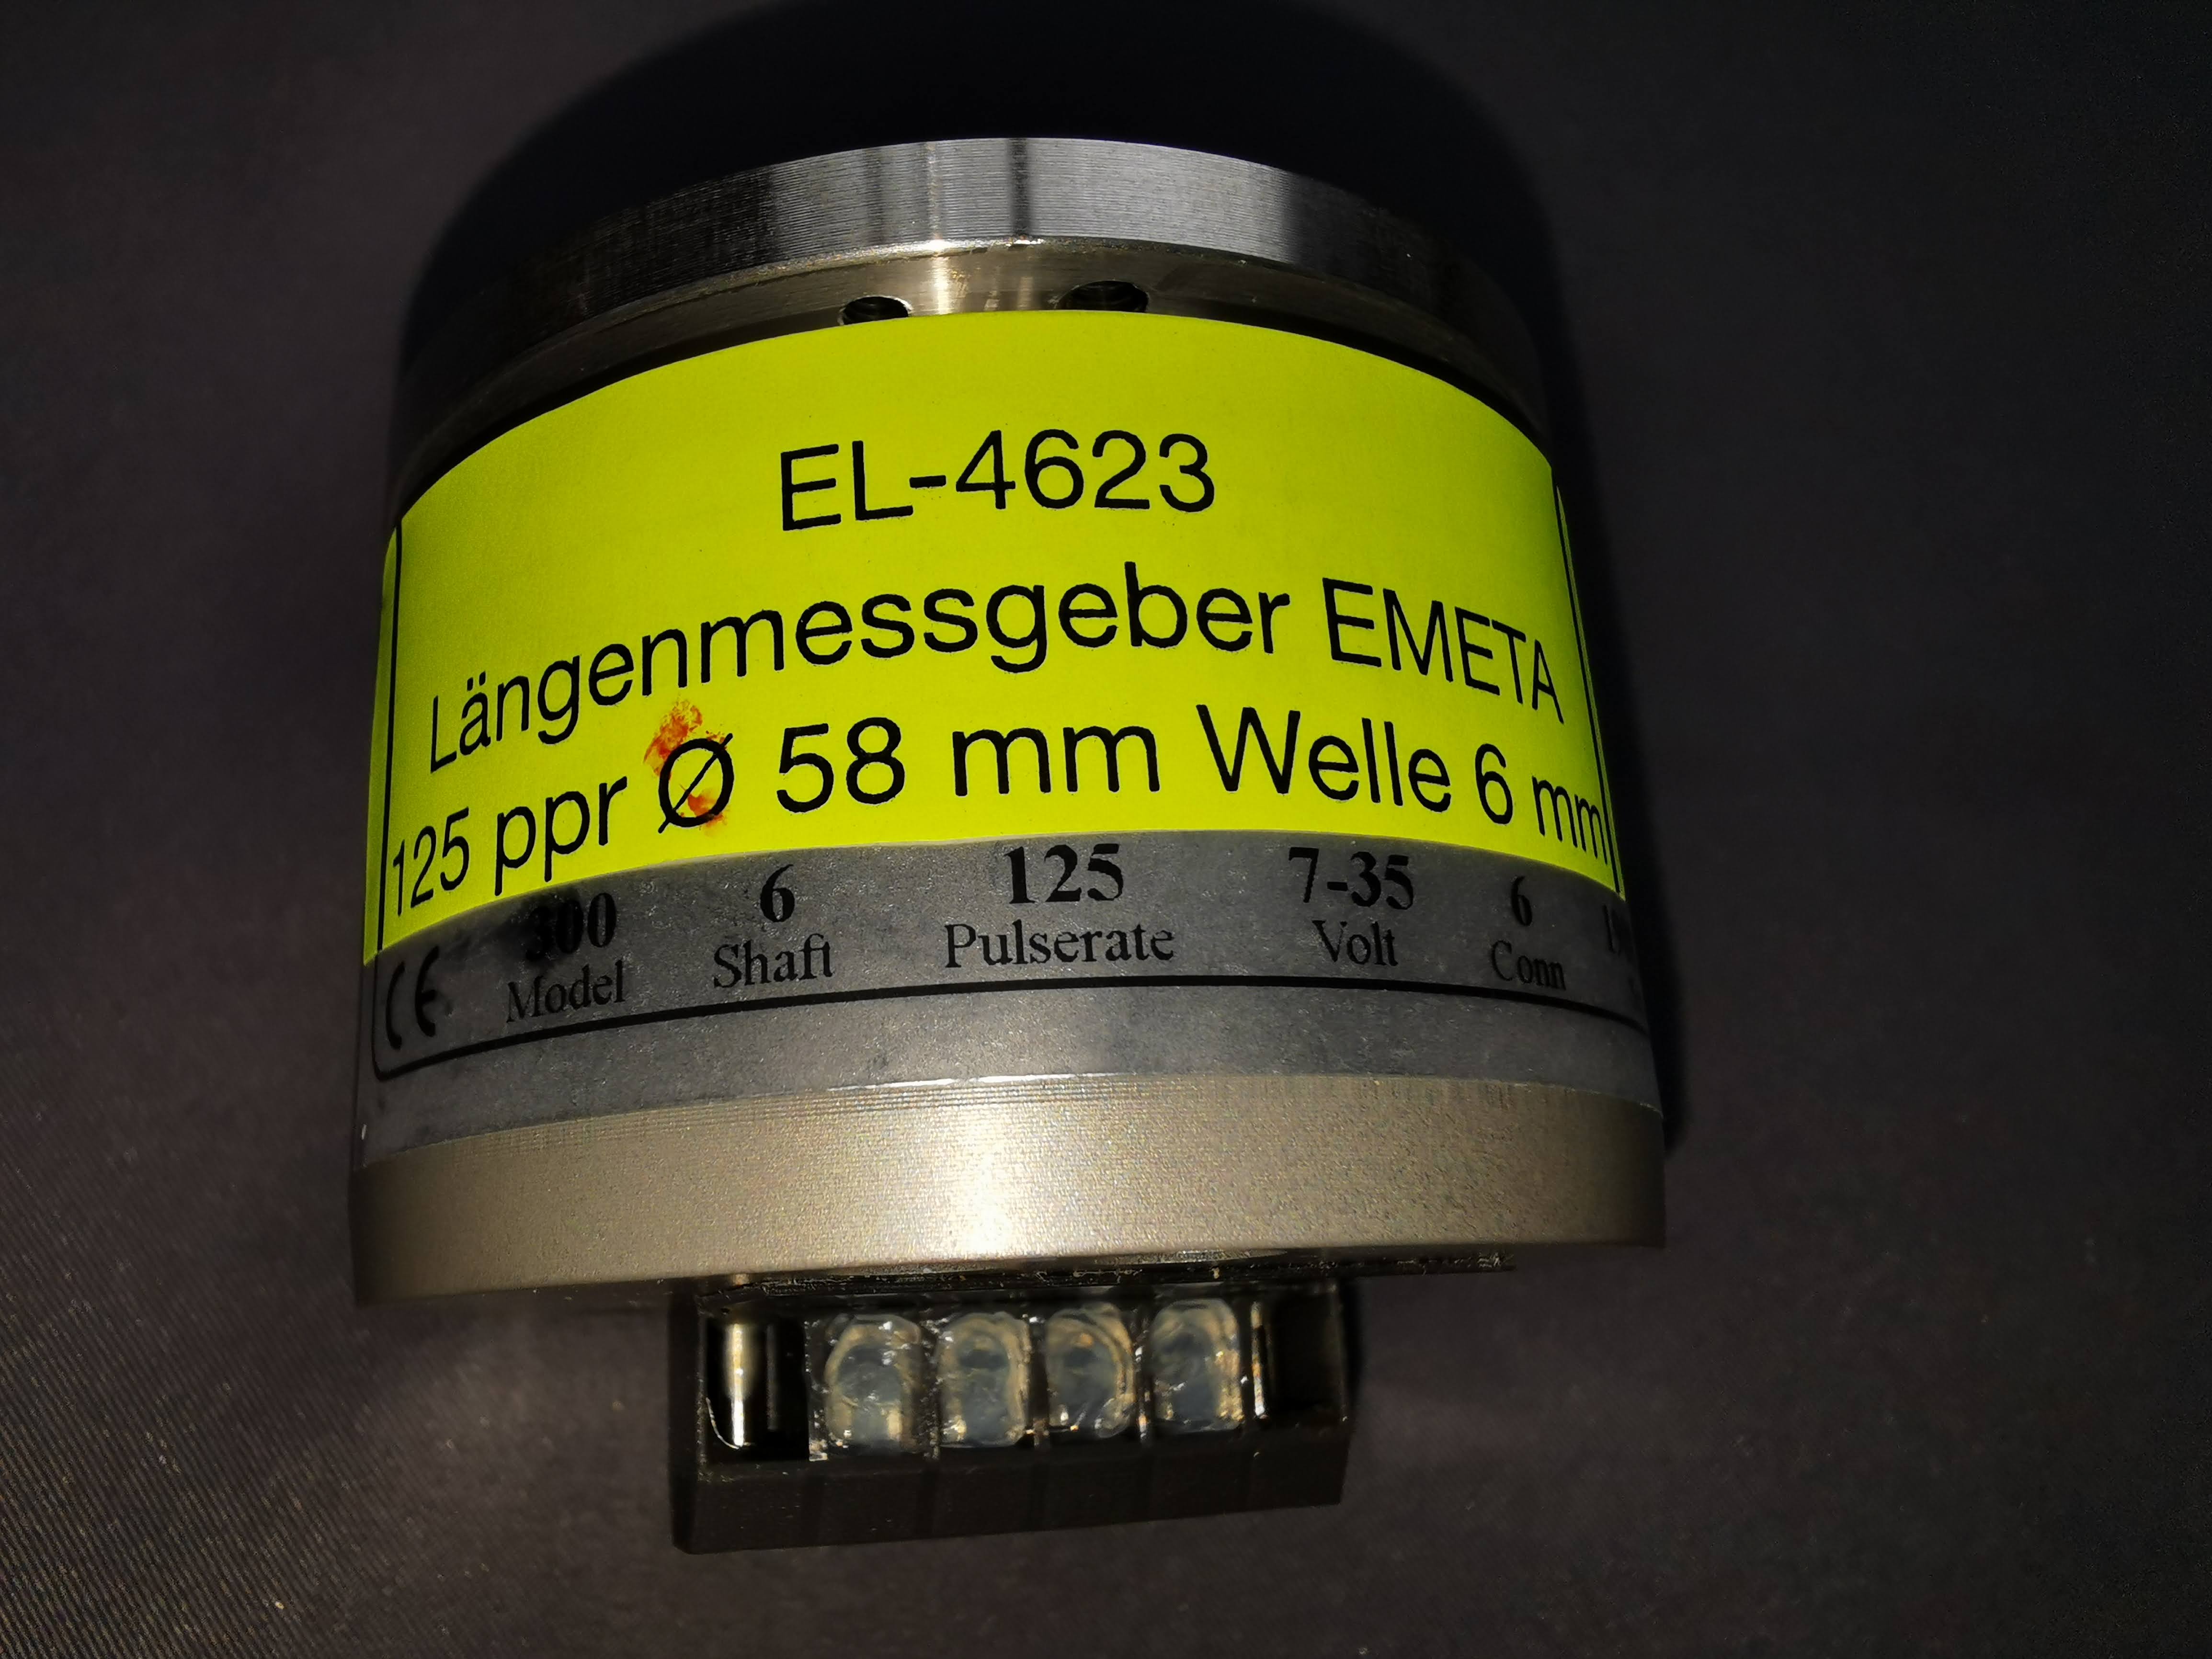 EL-4623
Längenmessgeber EMETA
125 ppr Ø 58 mm Welle 6 mm
300 6 125 7-35 6
CE Model Shaft Pulserate Volt Conn